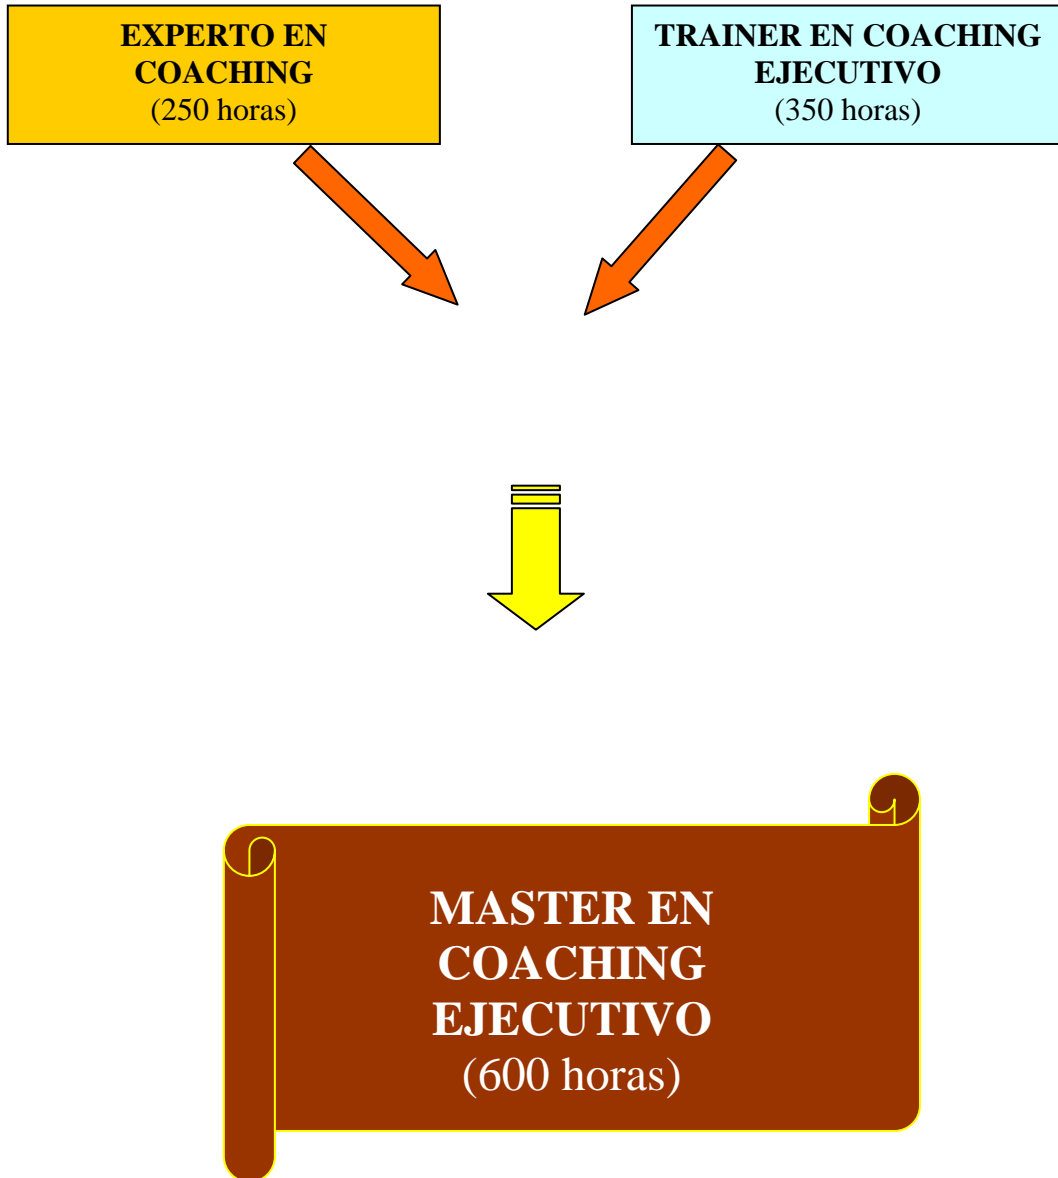 EXPERTO EN
COACHING
(250 horas)
TRAINER EN COACHING
EJECUTIVO
(350 horas)
MASTER EN
COACHING
EJECUTIVO
(600 horas)